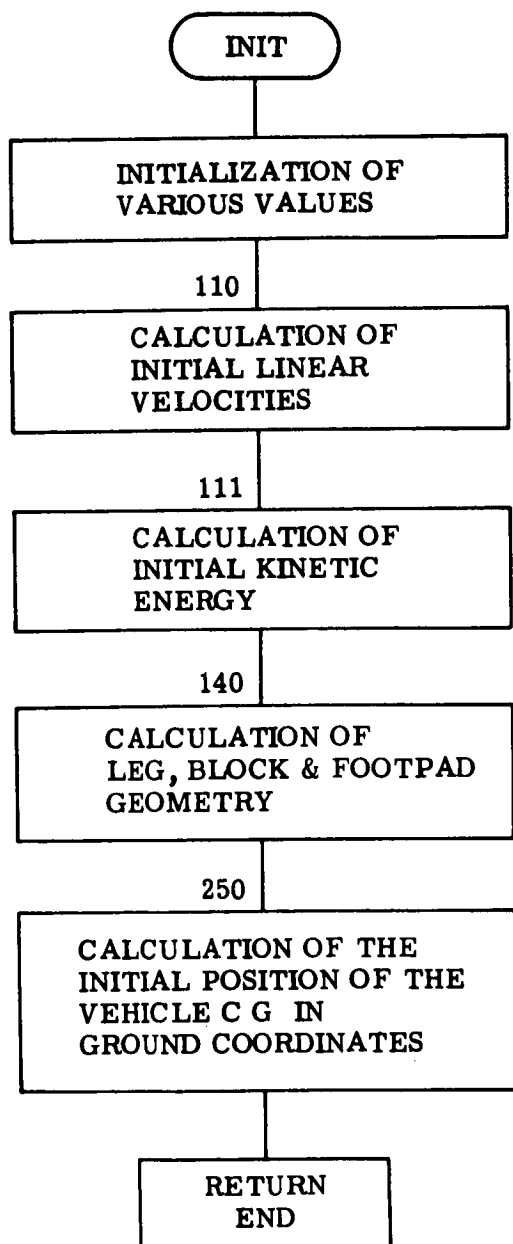 INIT
INITIALIZATION OF
VARIOUS VALUES
110
CALCULATION OF
INITIAL LINEAR
VELOCITIES
111
CALCULATION OF
INITIAL KINETIC
ENERGY
140
CALCULATION OF
LEG, BLOCK & FOOTPAD
GEOMETRY
250
CALCULATION OF THE
INITIAL POSITION OF THE
VEHICLE C G IN
GROUND COORDINATES
RETURN
END